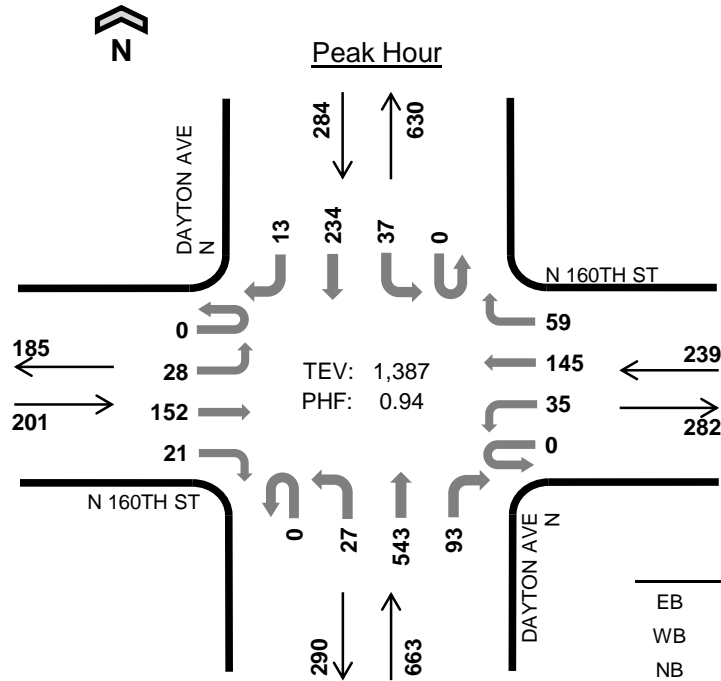 N
Peak Hour
284
630
DAYTON AVE
N
13
234
37
0
N 160TH ST
0
59
185
28
145
239
TEV: 1,387
PHF: 0.94
201
152
35
282
21
0
N 160TH ST
0
27
543
93
DAYTON AVE
N
290
663
EB
WB
NB